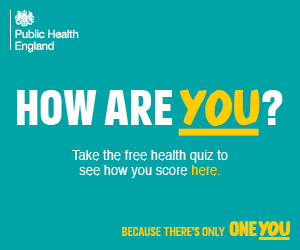 Public Health
England
HOW ARE YOU?
Take the free health quiz to
see how you score here.
BECAUSE THERE'S ONLY ONE YOU